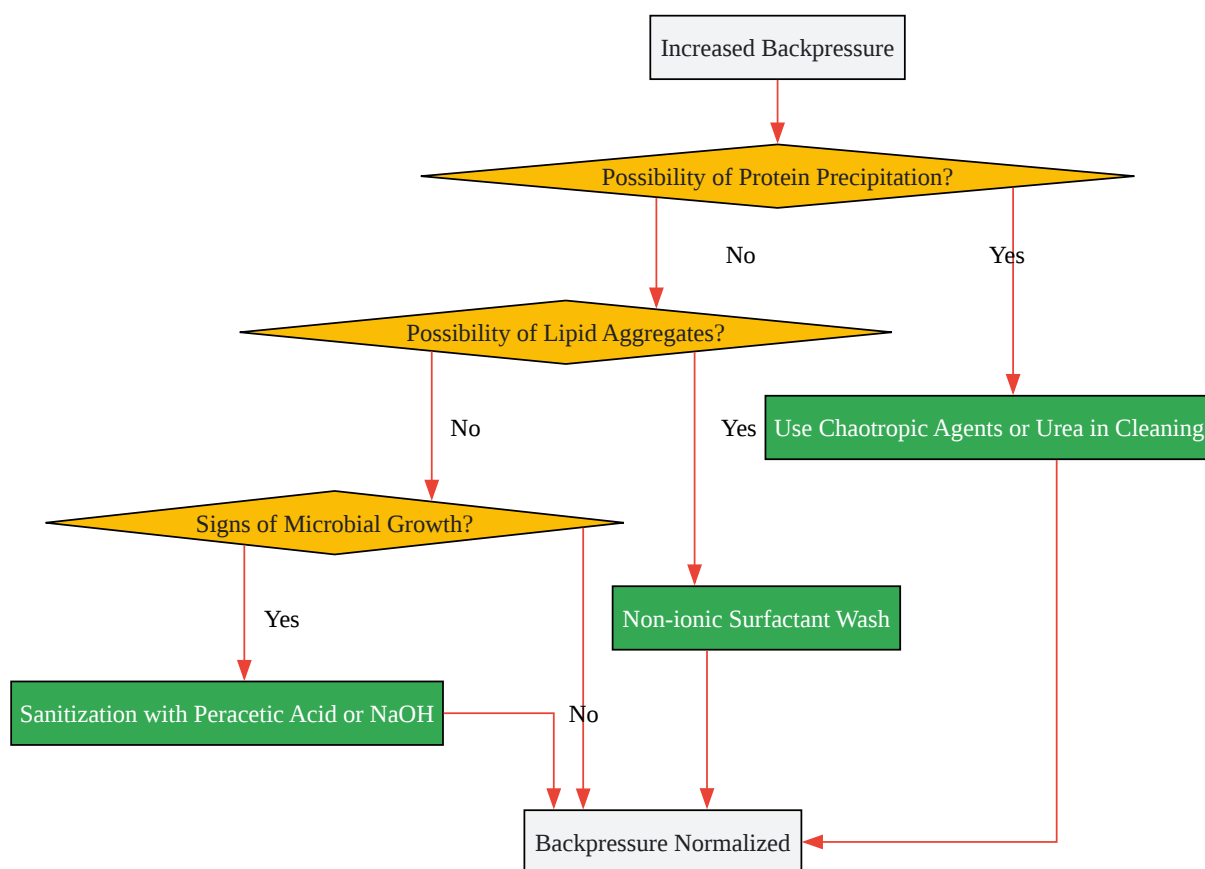 Increased Backpressure
Possibility of Protein Precipitation?
No
Yes
Possibility of Lipid Aggregates?
No
Yes
Use Chaotropic Agents or Urea in Cleaning
Signs of Microbial Growth?
Yes
Non-ionic Surfactant Wash
Sanitization with Peracetic Acid or NaOH
No
Backpressure Normalized